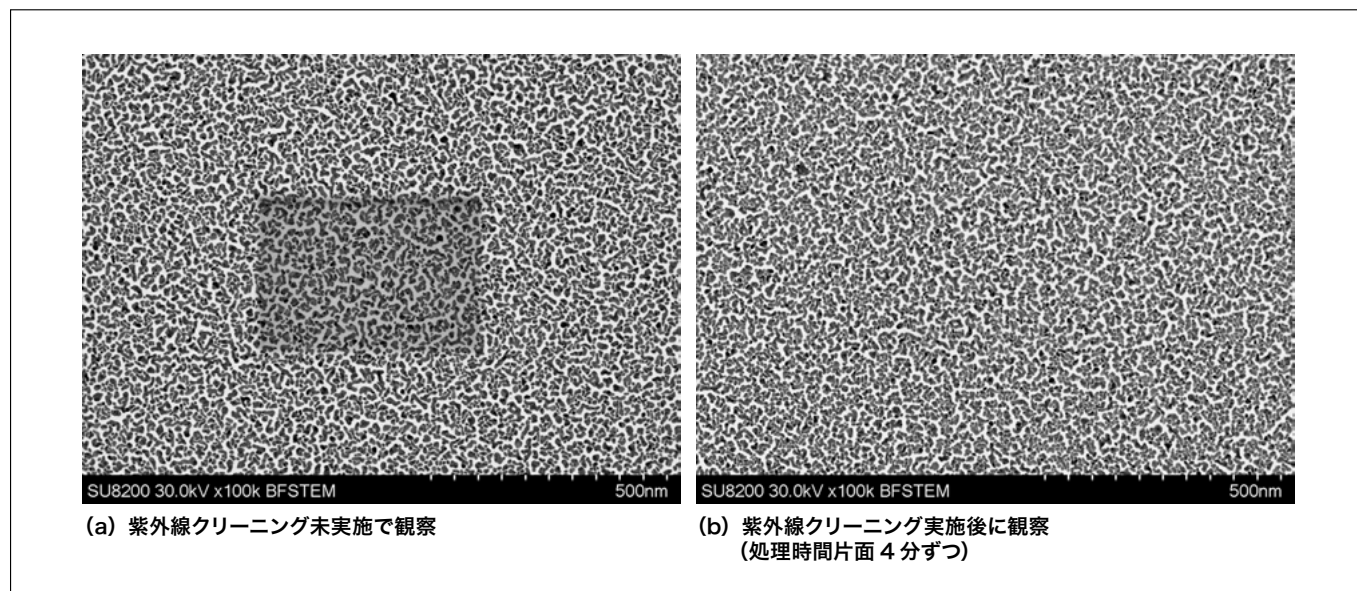 SU8200 30.0kV x100k BFSTEM 500nm
SU8200 30.0kV x100k BFSTEM 500nm
(a) 紫外線クリーニング未実施で観察
(b) 紫外線クリーニング実施後に観察
(処理時間片面 4 分ずつ)